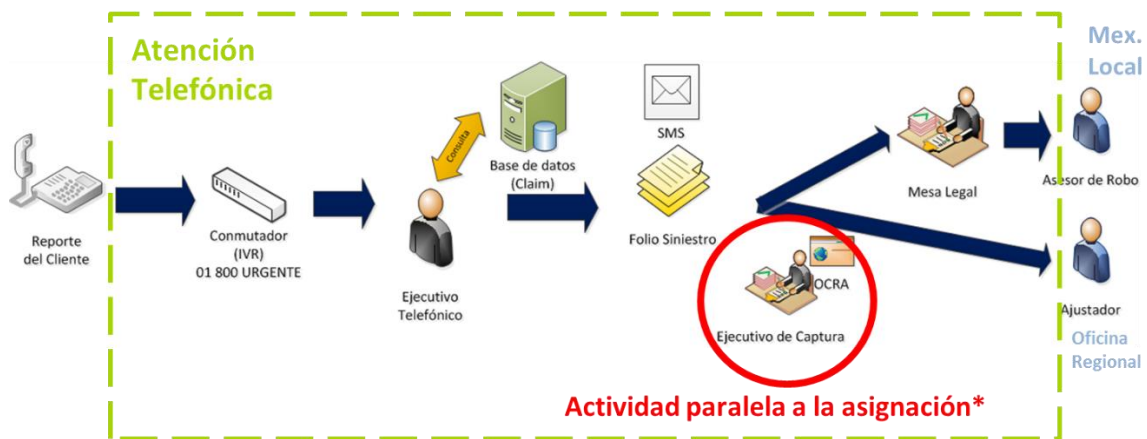 Atención
Telefónica
Mex.
Local
Reporte
del Cliente
Conmutador
(IVR)
01 800 URGENTE
Consulta
Base de datos
(Claim)
Ejecutivo
Telefónico
SMS
Folio Siniestro
OCRA
Ejecutivo de Captura
Mesa Legal
Asesor de Robo
Ajustador
Oficina
Regional
Actividad paralela a la asignación*